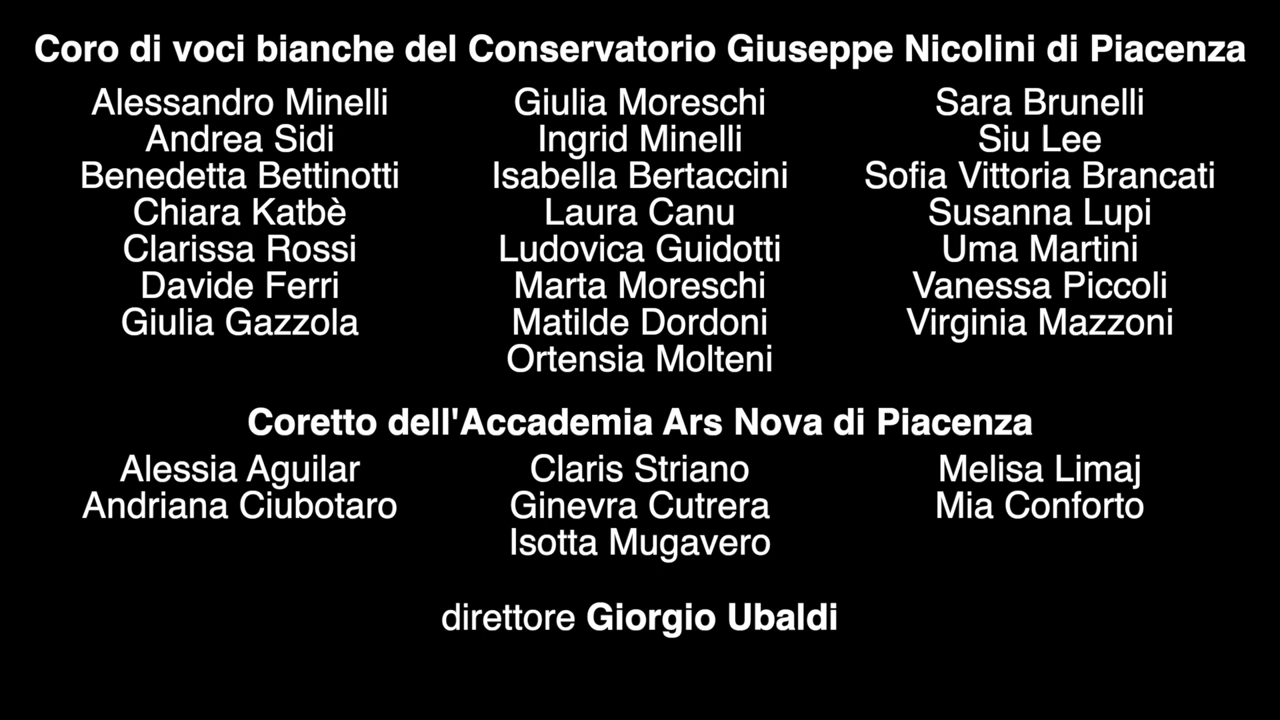 Coro di voci bianche del Conservatorio Giuseppe Nicolini di Piacenza
Alessandro Minelli
Andrea Sidi
Benedetta Bettinotti
Chiara Katbè
Clarissa Rossi
Davide Ferri
Giulia Gazzola
Giulia Moreschi
Ingrid Minelli
Isabella Bertaccini
Laura Canu
Ludovica Guidotti
Marta Moreschi
Matilde Dordoni
Ortensia Molteni
Sara Brunelli
Siu Lee
Sofia Vittoria Brancati
Susanna Lupi
Uma Martini
Vanessa Piccoli
Virginia Mazzoni
Coretto dell'Accademia Ars Nova di Piacenza
Alessia Aguilar
Andriana Ciubotaro
Claris Striano
Ginevra Cutrera
Isotta Mugavero
Melisa Limaj
Mia Conforto
direttore Giorgio Ubaldi